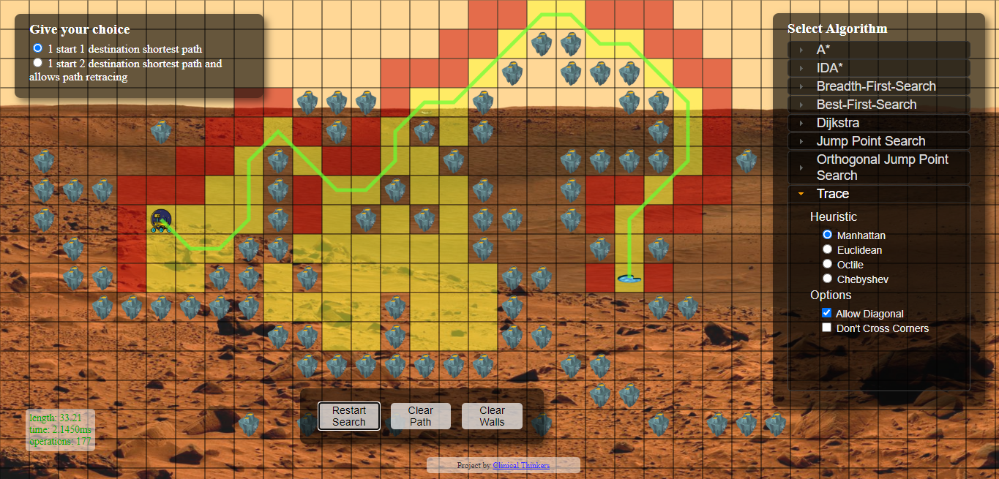 Give your choice
1 start 1 destination shortest path
1 start 2 destination shortest path and
allows path retracing
Select Algorithm
A*
IDA*
Breadth-First-Search
Best-First-Search
Dijkstra
Jump Point Search
Orthogonal Jump Point
Search
Trace
Heuristic
Manhattan
Euclidean
Octile
Chebyshev
Options
Allow Diagonal
Don't Cross Corners
length: 33.21
time: 2.1450ms
operations: 177
Restart
Search
Clear
Path
Clear
Walls
Project by Clinical Thinkers